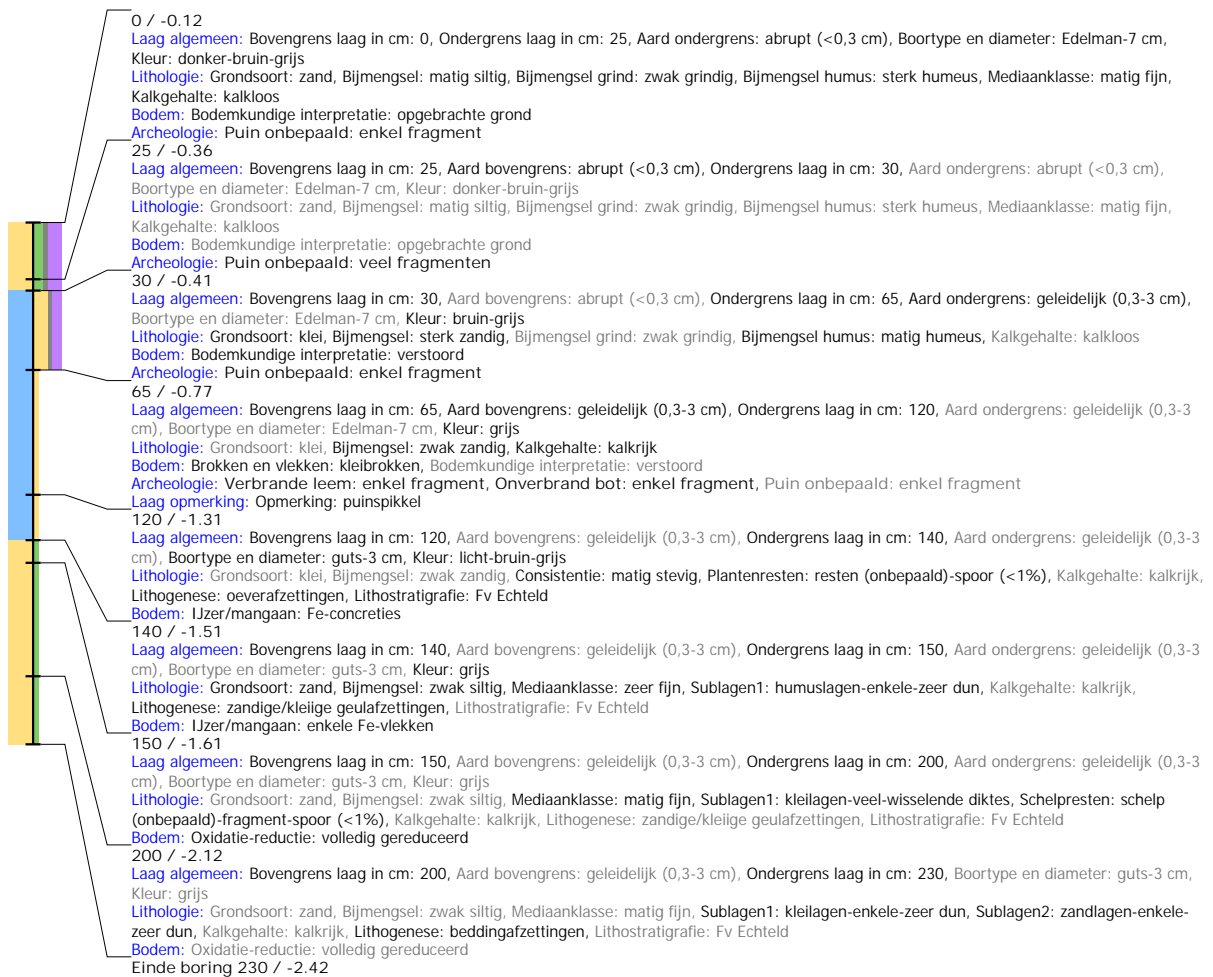 0 / -0.12
Laag algemeen: Bovengrens laag in cm: 0, Ondergrens laag in cm: 25, Aard ondergrens: abrupt (<0,3 cm), Boortype en diameter: Edelman-7 cm,
Kleur: donker-bruin-grijs
Lithologie: Grondsoort: zand, Bijmengsel: matig siltig, Bijmengsel grind: zwak grindig, Bijmengsel humus: sterk humeus, Mediaanklasse: matig fijn,
Kalkgehalte: kalkloos
Bodem: Bodemkundige interpretatie: opgebrachte grond
Archeologie: Puin onbepaald: enkel fragment
25 / -0.36
Laag algemeen: Bovengrens laag in cm: 25, Aard bovengrens: abrupt (<0,3 cm), Ondergrens laag in cm: 30, Aard ondergrens: abrupt (<0,3 cm),
Boortype en diameter: Edelman-7 cm, Kleur: donker-bruin-grijs
Lithologie: Grondsoort: zand, Bijmengsel: matig siltig, Bijmengsel grind: zwak grindig, Bijmengsel humus: sterk humeus, Mediaanklasse: matig fijn,
Kalkgehalte: kalkloos
Bodem: Bodemkundige interpretatie: opgebrachte grond
Archeologie: Puin onbepaald: veel fragmenten
30 / -0.41
Laag algemeen: Bovengrens laag in cm: 30, Aard bovengrens: abrupt (<0,3 cm), Ondergrens laag in cm: 65, Aard ondergrens: geleidelijk (0,3-3 cm),
Boortype en diameter: Edelman-7 cm, Kleur: bruin-grijs
Lithologie: Grondsoort: klei, Bijmengsel: sterk zandig, Bijmengsel grind: zwak grindig, Bijmengsel humus: matig humeus, Kalkgehalte: kalkloos
Bodem: Bodemkundige interpretatie: verstoord
Archeologie: Puin onbepaald: enkel fragment
65 / -0.77
Laag algemeen: Bovengrens laag in cm: 65, Aard bovengrens: geleidelijk (0,3-3 cm), Ondergrens laag in cm: 120, Aard ondergrens: geleidelijk (0,3-3
cm), Boortype en diameter: Edelman-7 cm, Kleur: grijs
Lithologie: Grondsoort: klei, Bijmengsel: zwak zandig, Kalkgehalte: kalkrijk
Bodem: Brokken en vlekken: kleibrokken, Bodemkundige interpretatie: verstoord
Archeologie: Verbrande leem: enkel fragment, Onverbrand bot: enkel fragment, Puin onbepaald: enkel fragment
Laag opmerking: Opmerking: puinspikkel
120 / -1.31
Laag algemeen: Bovengrens laag in cm: 120, Aard bovengrens: geleidelijk (0,3-3 cm), Ondergrens laag in cm: 140, Aard ondergrens: geleidelijk (0,3-3
cm), Boortype en diameter: guts-3 cm, Kleur: licht-bruin-grijs
Lithologie: Grondsoort: klei, Bijmengsel: zwak zandig, Consistentie: matig stevig, Plantenresten: resten (onbepaald)-spoor (<1%), Kalkgehalte: kalkrijk,
Lithogenese: oeverafzettingen, Lithostratigrafie: Fv Echteld
Bodem: IJzer/mangaan: Fe-concreties
140 / -1.51
Laag algemeen: Bovengrens laag in cm: 140, Aard bovengrens: geleidelijk (0,3-3 cm), Ondergrens laag in cm: 150, Aard ondergrens: geleidelijk (0,3-3
cm), Boortype en diameter: guts-3 cm, Kleur: grijs
Lithologie: Grondsoort: zand, Bijmengsel: zwak siltig, Mediaanklasse: zeer fijn, Sublagen1: humuslagen-enkele-zeer dun, Kalkgehalte: kalkrijk,
Lithogenese: zandige/kleiige geulafzettingen, Lithostratigrafie: Fv Echteld
Bodem: IJzer/mangaan: enkele Fe-vlekken
150 / -1.61
Laag algemeen: Bovengrens laag in cm: 150, Aard bovengrens: geleidelijk (0,3-3 cm), Ondergrens laag in cm: 200, Aard ondergrens: geleidelijk (0,3-3
cm), Boortype en diameter: guts-3 cm, Kleur: grijs
Lithologie: Grondsoort: zand, Bijmengsel: zwak siltig, Mediaanklasse: matig fijn, Sublagen1: kleilagen-veel-wisselende diktes, Schelpresten: schelp
(onbepaald)-fragment-spoor (<1%), Kalkgehalte: kalkrijk, Lithogenese: zandige/kleiige geulafzettingen, Lithostratigrafie: Fv Echteld
Bodem: Oxidatie-reductie: volledig gereduceerd
200 / -2.12
Laag algemeen: Bovengrens laag in cm: 200, Aard bovengrens: geleidelijk (0,3-3 cm), Ondergrens laag in cm: 230, Boortype en diameter: guts-3 cm,
Kleur: grijs
Lithologie: Grondsoort: zand, Bijmengsel: zwak siltig, Mediaanklasse: matig fijn, Sublagen1: kleilagen-enkele-zeer dun, Sublagen2: zandlagen-enkele-
zeer dun, Kalkgehalte: kalkrijk, Lithogenese: beddingafzettingen, Lithostratigrafie: Fv Echteld
Bodem: Oxidatie-reductie: volledig gereduceerd
Einde boring 230 / -2.42